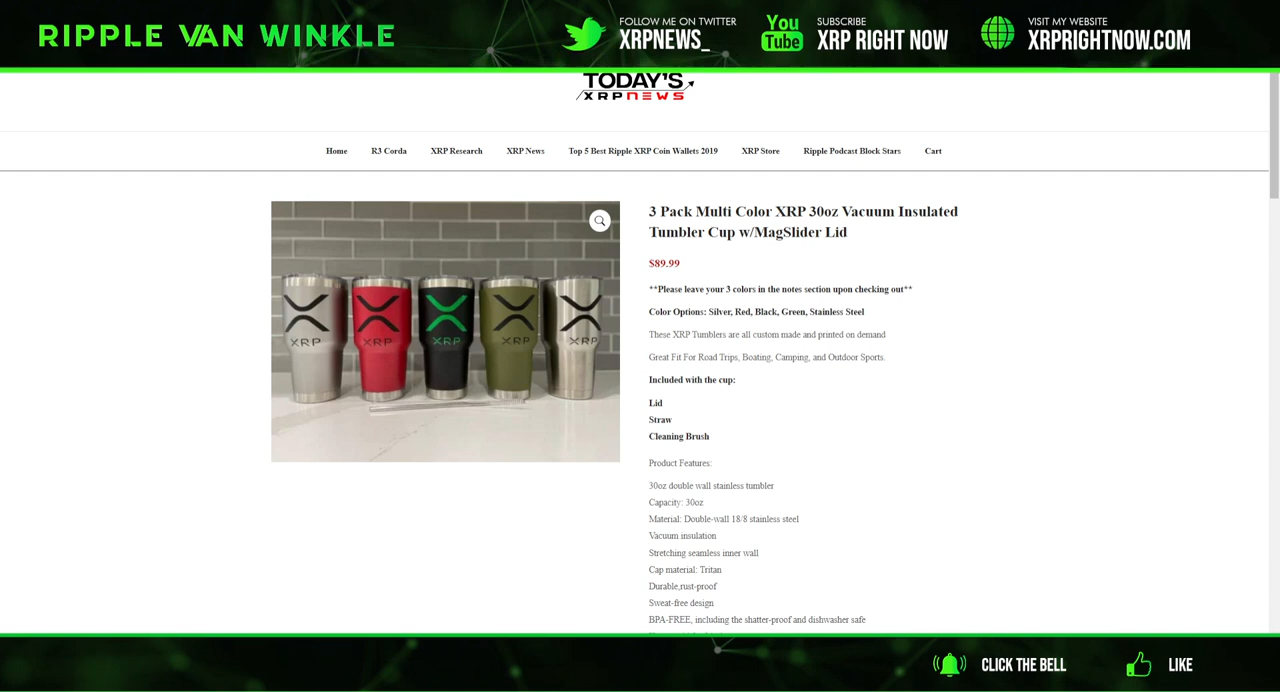 RIPPLE VAN WINKLE
FOLLOW ME ON TWITTER
XRPNEWS_
You
Tube
SUBSCRIBE
XRP RIGHT NOW
VISIT MY WEBSITE
XRPRIGHTNOW.COM
TODAY'S
XRPNEWS
Home R3 Corda XRP Research XRP News Top 5 Best Ripple XRP Coin Wallets 2019 XRP Store Ripple Podcast Block Stars Cart
XRP XRP XRP XRP XRP
3 Pack Multi Color XRP 30oz Vacuum Insulated
Tumbler Cup w/MagSlider Lid
$89.99
**Please leave your 3 colors in the notes section upon checking out**
Color Options: Silver, Red, Black, Green, Stainless Steel
These XRP Tumblers are all custom made and printed on demand
Great Fit For Road Trips, Boating, Camping, and Outdoor Sports.
Included with the cup:
Lid
Straw
Cleaning Brush
Product Features:
30oz double wall stainless tumbler
Capacity: 30oz
Material: Double-wall 18/8 stainless steel
Vacuum insulation
Stretching seamless inner wall
Cap material: Tritan
Durable,rust-proof
Sweat-free design
BPA-FREE, including the shatter-proof and dishwasher safe
CLICK THE BELL
LIKE